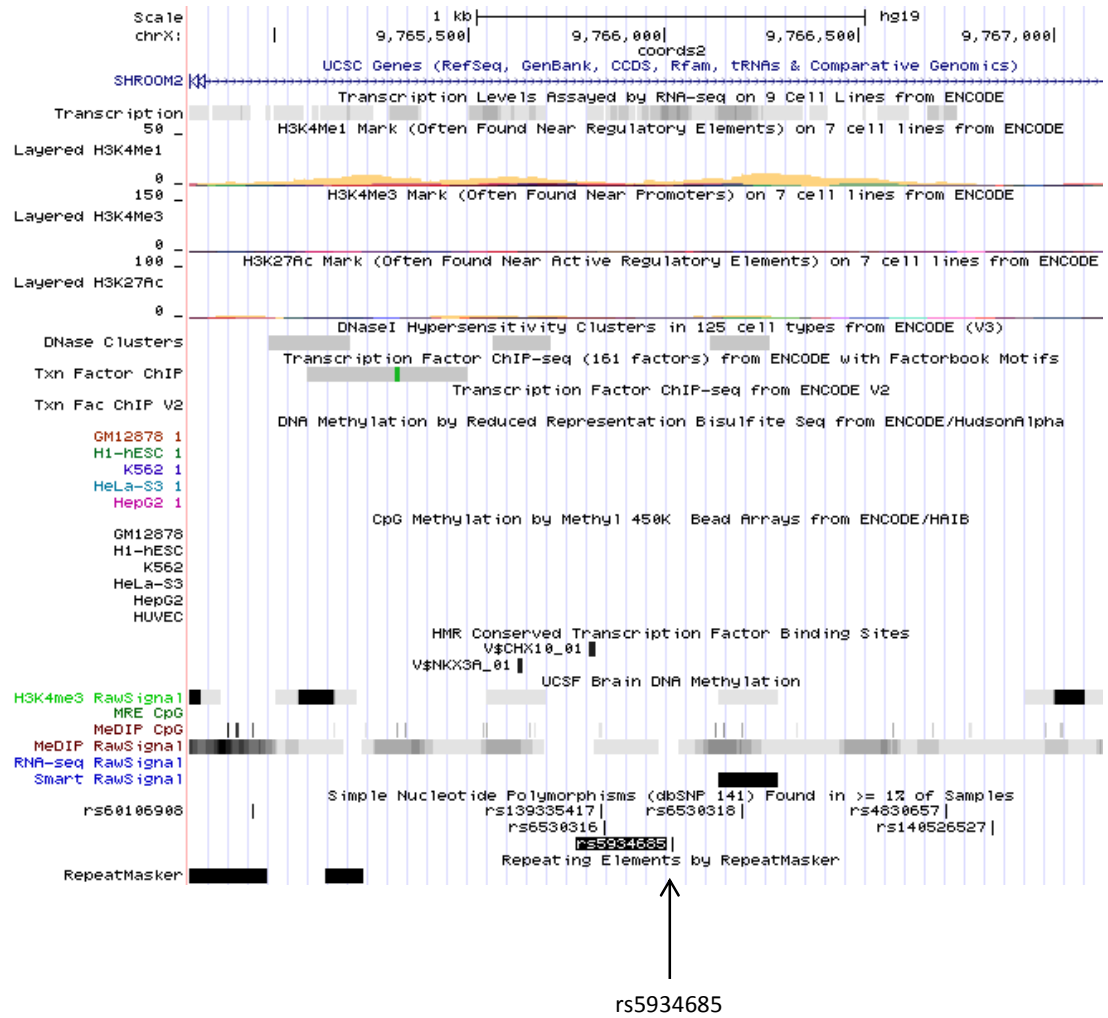 Scale 1 kb hg19
chrX: 9,765,500 9,766,000 9,766,500 9,767,000
coords2
UCSC Genes (RefSeq, GenBank, CCDS, Rfam, tRNAs & Comparative Genomics)
SHROOM2
Transcription Levels Assayed by RNA-seq on 9 Cell Lines from ENCODE
Transcription
50 _ H3K4Me1 Mark (Often Found Near Regulatory Elements) on 7 cell lines from ENCODE
Layered H3K4Me1
0 _
H3K4Me3 Mark (Often Found Near Promoters) on 7 cell lines from ENCODE
150 _
Layered H3K4Me3
0 _
100 _ H3K27Ac Mark (Often Found Near Active Regulatory Elements) on 7 cell lines from ENCODE
Layered H3K27Ac
0 _
DNaseI Hypersensitivity Clusters in 125 cell types from ENCODE (V3)
DNase Clusters
Transcription Factor ChIP-seq (161 factors) from ENCODE with Factorbook Motifs
Txn Factor ChIP
Transcription Factor ChIP-seq from ENCODE V2
Txn Fac ChIP V2
DNA Methylation by Reduced Representation Bisulfite Seq from ENCODE/HudsonAlpha
GM12878 1
H1-hESC 1
K562 1
HeLa-S3 1
HepG2 1
CpG Methylation by Methyl 450K Bead Arrays from ENCODE/HAIB
GM12878
H1-hESC
K562
HeLa-S3
HepG2
HUVEC
HMR Conserved Transcription Factor Binding Sites
V$CHX10_01
V$NKX3A_01
UCSF Brain DNA Methylation
H3K4me3 RawSignal
MRE CpG
MeDIP CpG
MeDIP RawSignal
RNA-seq RawSignal
Smart RawSignal
Simple Nucleotide Polymorphisms (dbSNP 141) Found in >= 1% of Samples
rs60106908 rs139335417 rs6530318 rs4830657
rs6530316 rs140526527
rs5934685
Repeating Elements by RepeatMasker
RepeatMasker
rs5934685